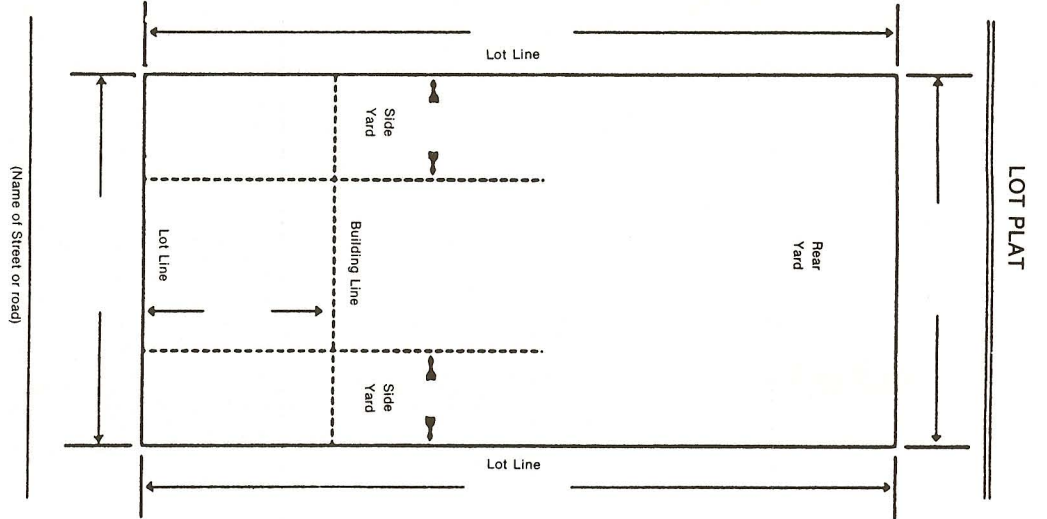 LOT PLAT
Lot Line
Rear
Yard
Side
Yard
Building Line
Side
Yard
Lot Line
Lot Line
(Name of Street or road)